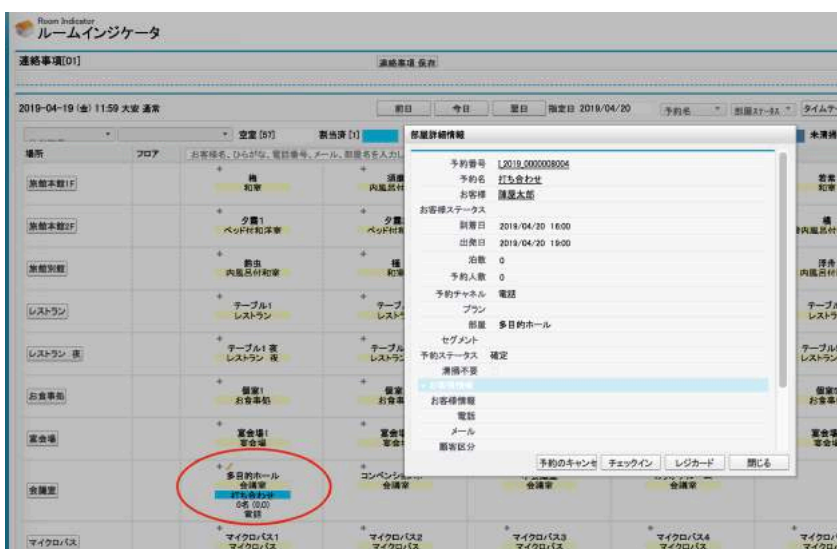 Room Indicator
ルームインジケータ
連絡事項[01]
連絡事項 保存
2019-04-19 (金) 11:59 大安 通常
前日
今日
翌日
指定日 2019/04/20
予約名
部屋ステータス
空室 [57]
割当済 [1]
場所
フロア
部屋詳細情報
予約番号 I_2019_0000008004
予約名 打ち合わせ
お客様 陣屋太郎
お客様ステータス
到着日 2019/04/20 16:00
出発日 2019/04/20 19:00
泊数 0
予約人数 0
予約チャネル 電話
プラン
部屋 多目的ホール
セグメント
予約ステータス 確定
清掃不要
お客様情報
お客様情報
電話
メール
顧客区分
予約のキャンセ
チェックイン
レジカード
閉じる
旅館本館1F
和室
旅館本館2F
夕霧1
ベッド付和洋室
旅館別館
鈴虫
内風呂付和室
レストラン
テーブル1
レストラン
レストラン 夜
テーブル1 夜
レストラン 夜
お食事処
個室1
お食事処
宴会場
宴会場1
宴会場
会議室
多目的ホール
会議室
打ち合わせ
0名 (0,0)
電話
会議室
会議室
会議室
マイクロバス
マイクロバス1
マイクロバス
マイクロバス2
マイクロバス
マイクロバス3
マイクロバス
マイクロバス4
マイクロバス